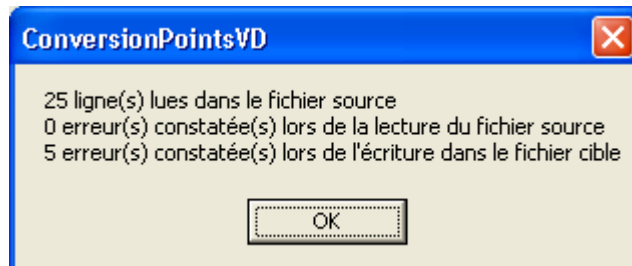 ConversionPointsVD
25 ligne(s) lues dans le fichier source
0 erreur(s) constatée(s) lors de la lecture du fichier source
5 erreur(s) constatée(s) lors de l'écriture dans le fichier cible
OK